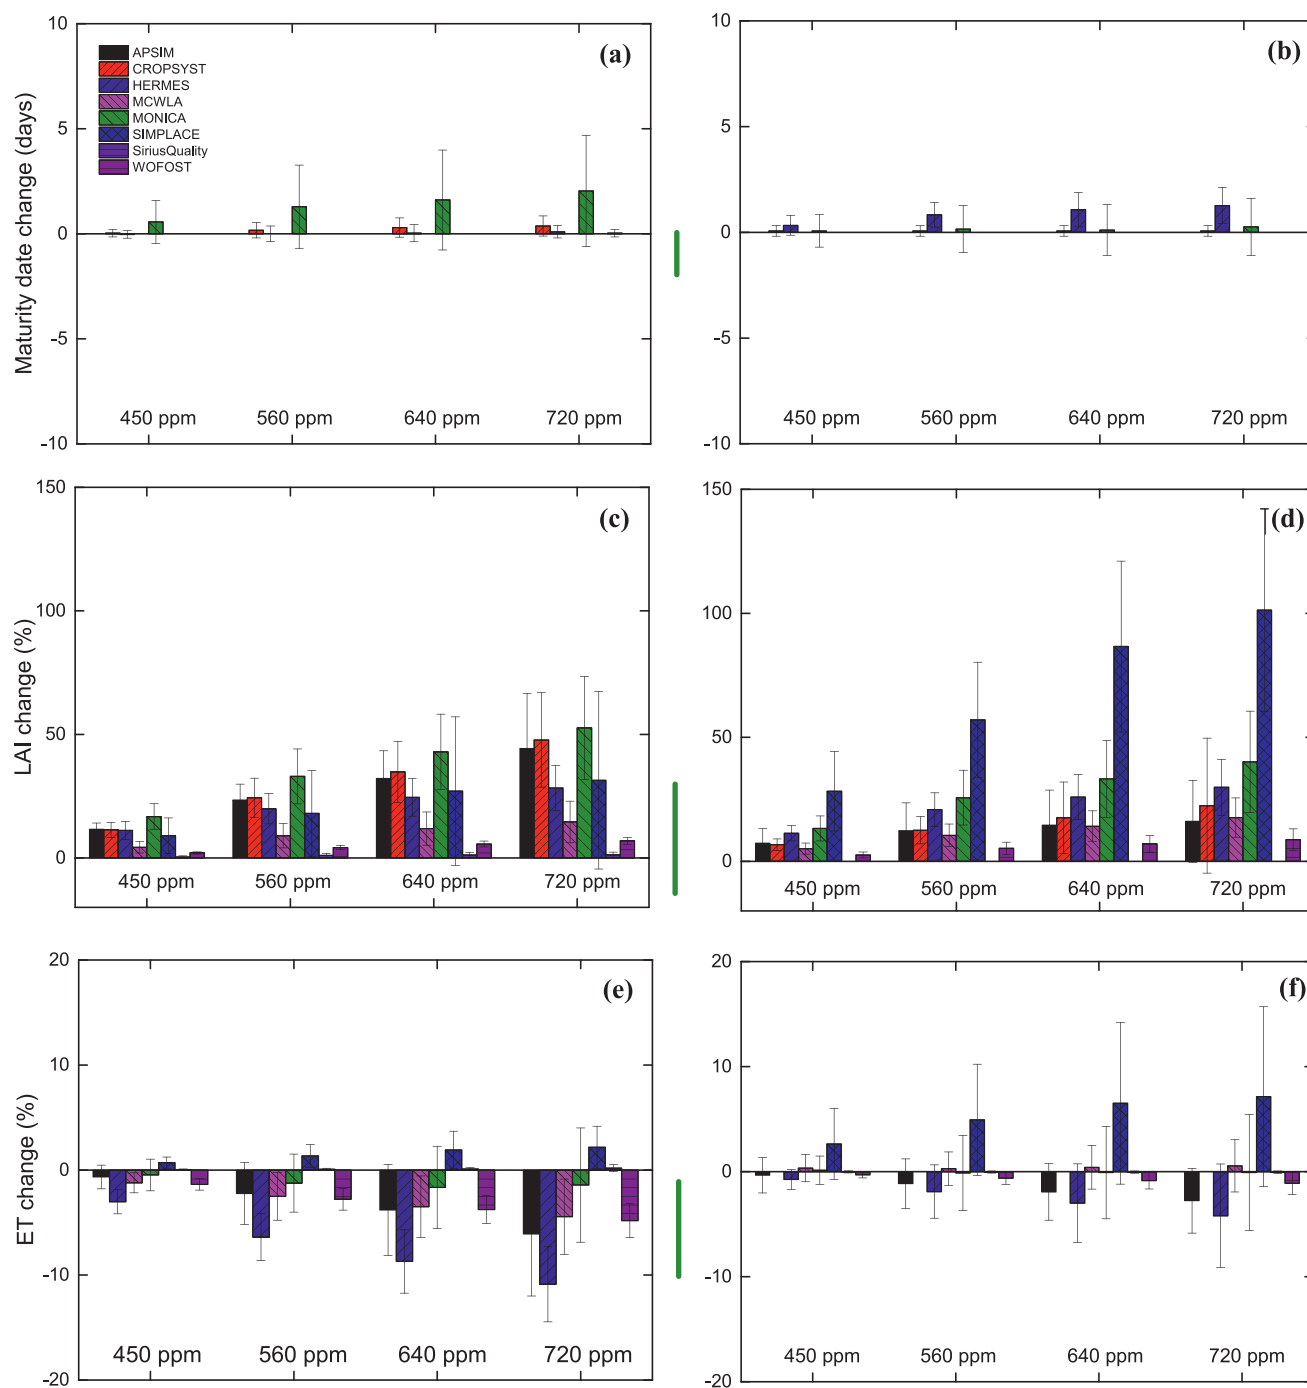 10
5
0
-5
-10
Maturity date change (days)
(a)
APSIM
CROPSYST
HERMES
MCWLA
MONICA
SIMPLACE
SiriusQuality
WOFOST
450 ppm
560 ppm
640 ppm
720 ppm
10
5
0
-5
-10
(b)
450 ppm
560 ppm
640 ppm
720 ppm
150
100
50
0
LAI change (%)
(c)
450 ppm
560 ppm
640 ppm
720 ppm
150
100
50
0
(d)
450 ppm
560 ppm
640 ppm
720 ppm
20
10
0
-10
-20
ET change (%)
(e)
450 ppm
560 ppm
640 ppm
720 ppm
20
10
0
-10
-20
(f)
450 ppm
560 ppm
640 ppm
720 ppm